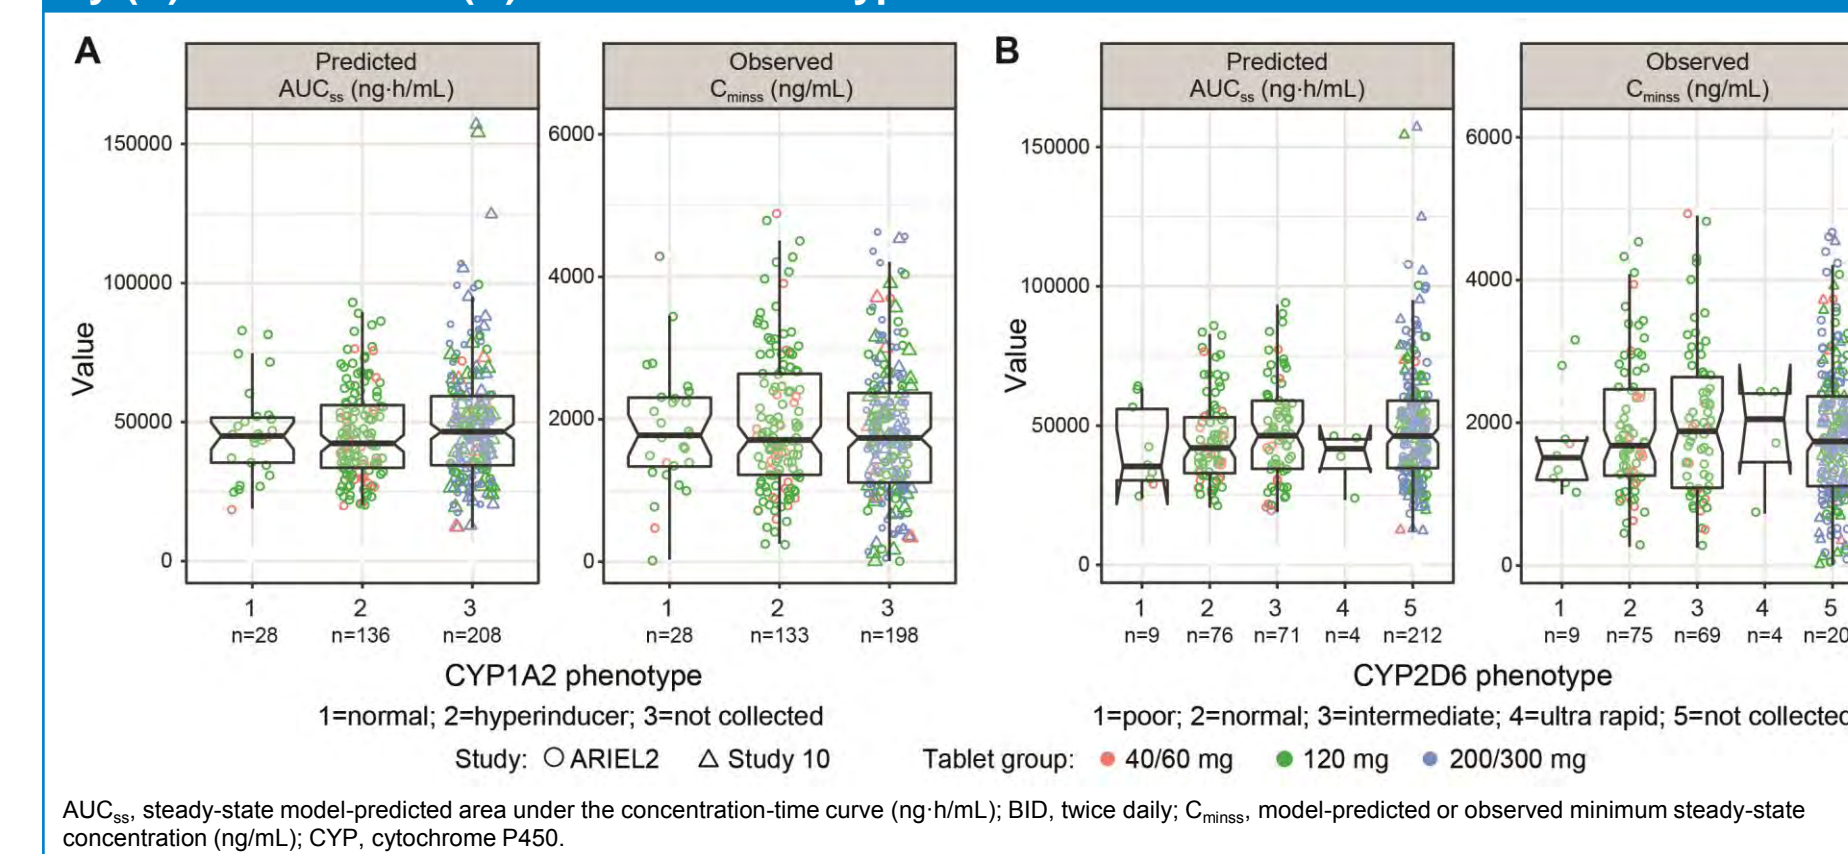 A
Predicted
AUCss (ng·h/mL)
Observed
Cminss (ng/mL)
B
Predicted
AUCss (ng·h/mL)
Observed
Cminss (ng/mL)
Value
150000
100000
50000
0
6000
4000
2000
0
Value
150000
100000
50000
0
6000
4000
2000
0
1 2 3
n=28 n=136 n=208
1 2 3
n=28 n=133 n=198
1 2 3 4 5
n=9 n=76 n=71 n=4 n=212
1 2 3 4 5
n=9 n=75 n=69 n=4 n=20
CYP1A2 phenotype
1=normal; 2=hyperinducer; 3=not collected
CYP2D6 phenotype
1=poor; 2=normal; 3=intermediate; 4=ultra rapid; 5=not collected
Study: ARIEL2 Study 10 Tablet group: 40/60 mg 120 mg 200/300 mg
AUCss, steady-state model-predicted area under the concentration-time curve (ng·h/mL); BID, twice daily; Cminss, model-predicted or observed minimum steady-state
concentration (ng/mL); CYP, cytochrome P450.